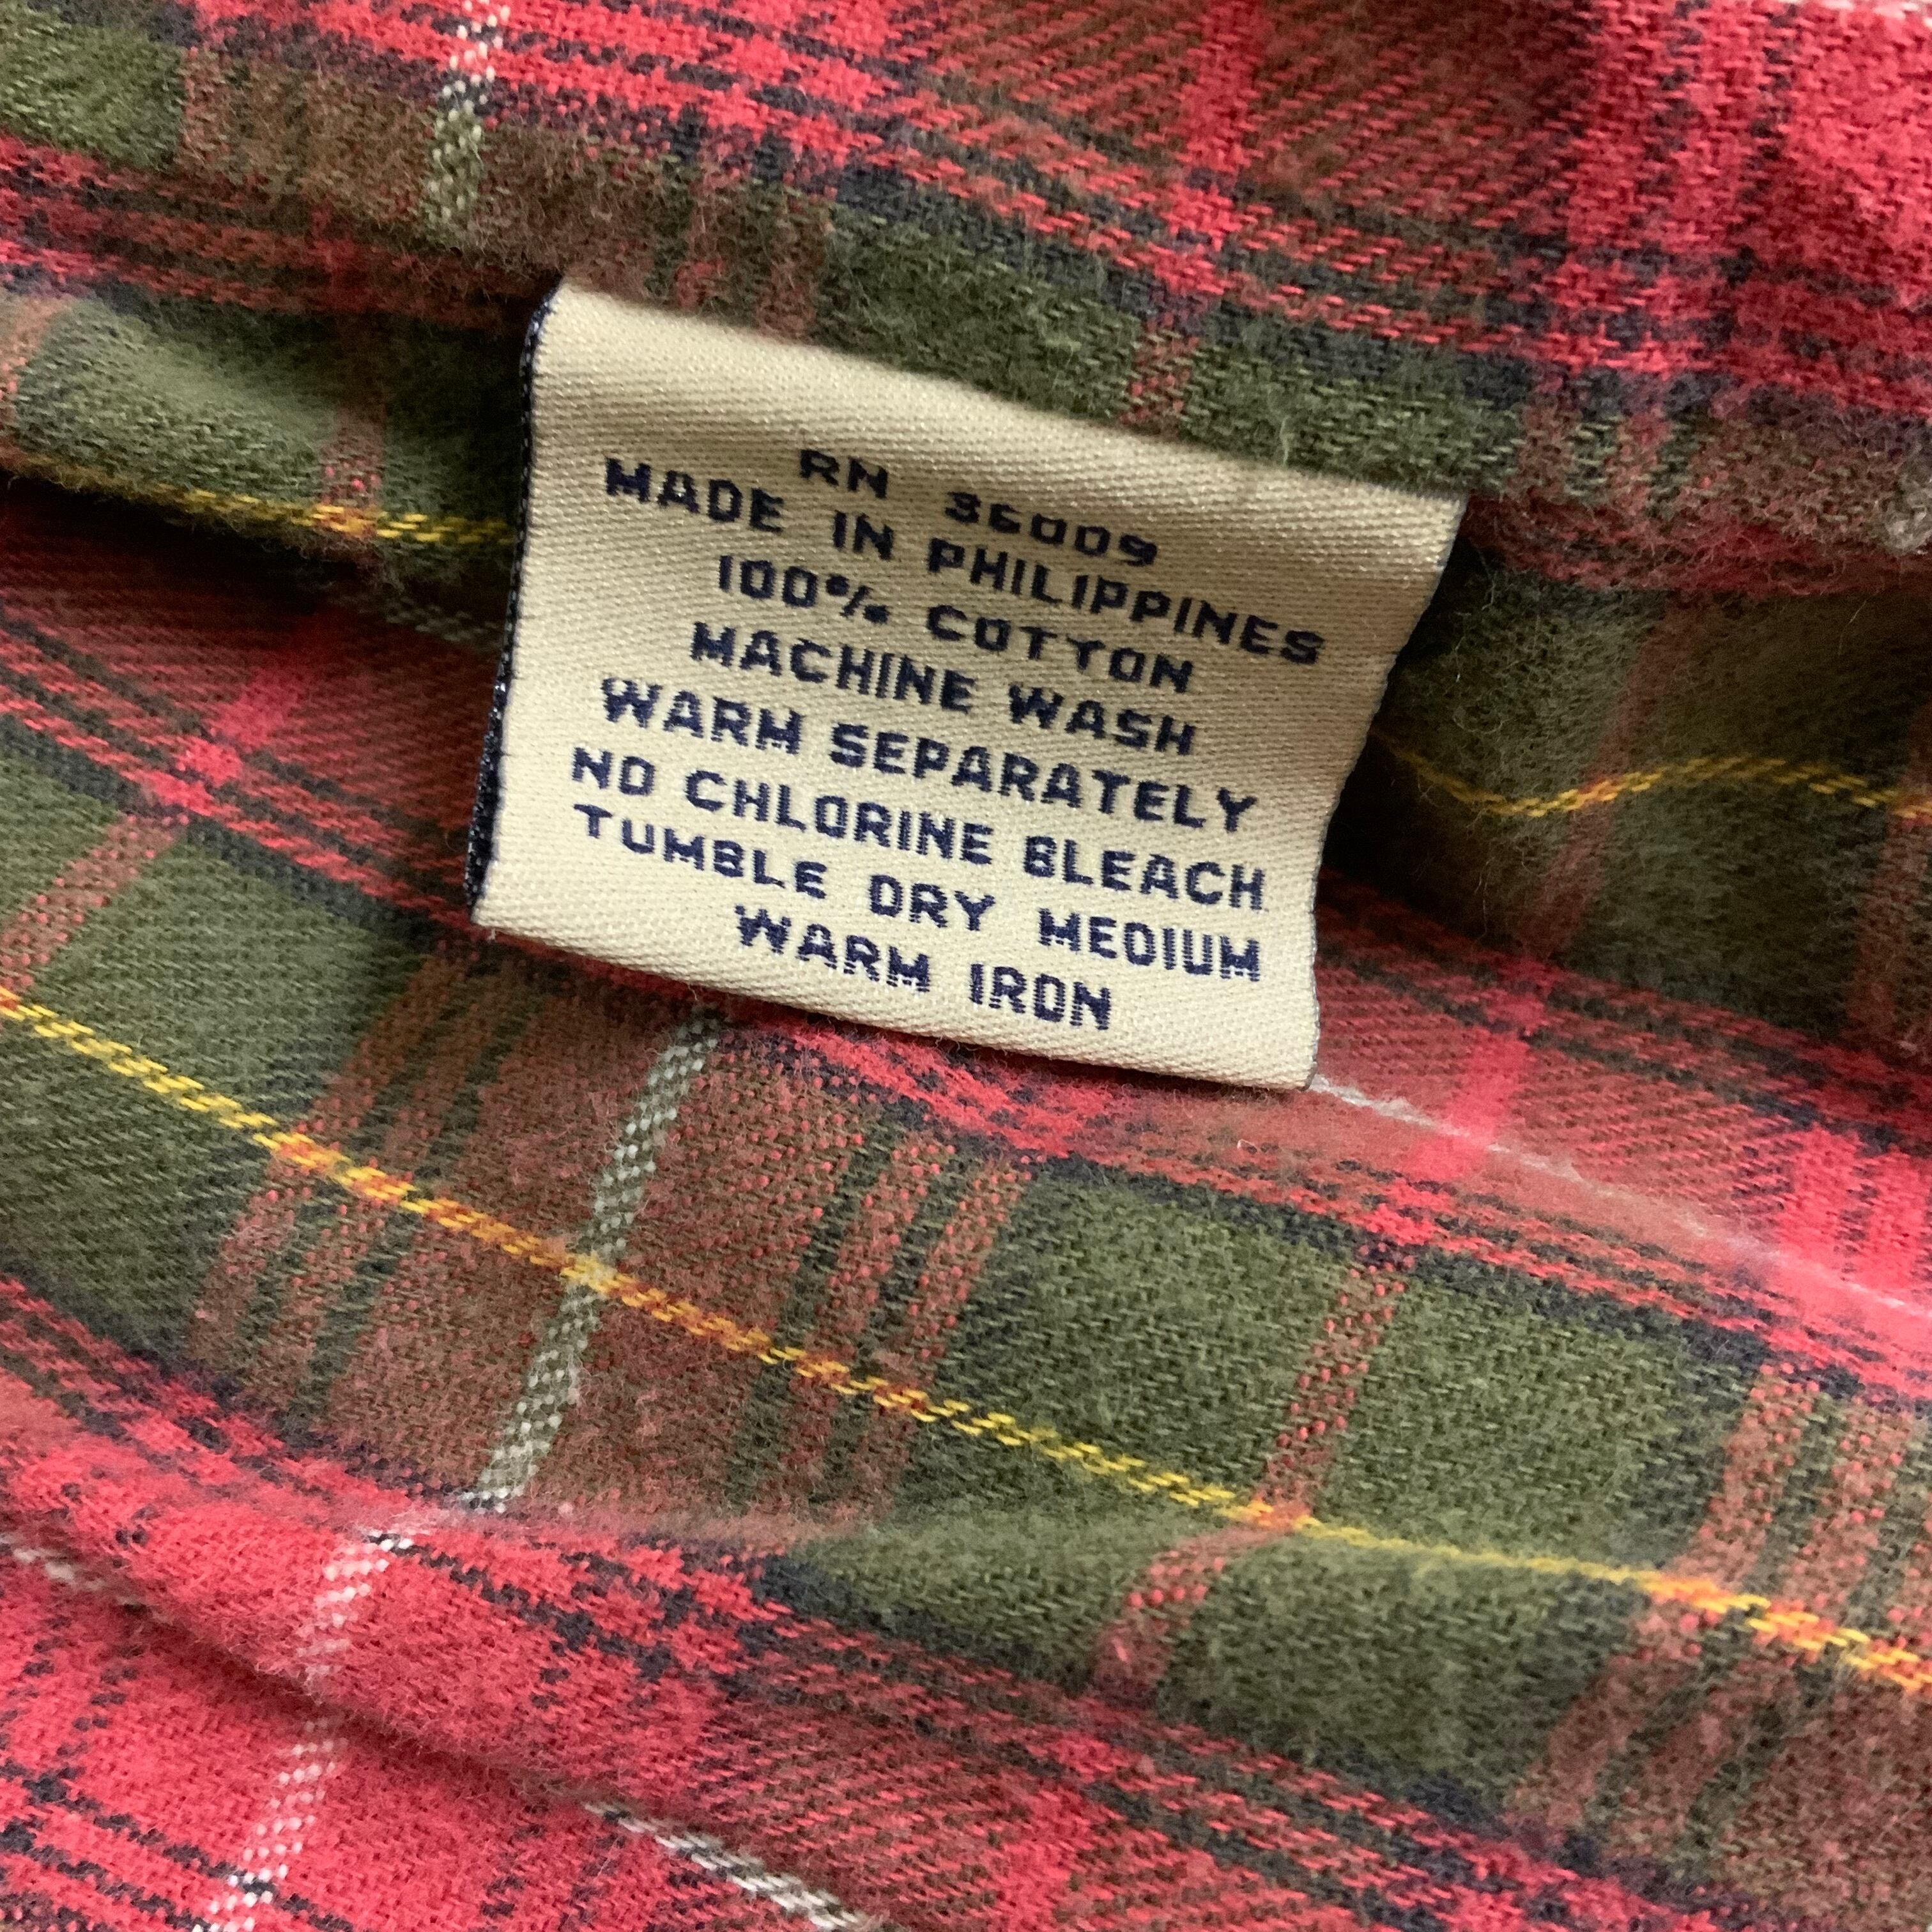 RN 36009
MADE IN PHILIPPINES
100% COTTON
MACHINE WASH
WARM SEPARATELY
NO CHLORINE BLEACH
TUMBLE DRY MEDIUM
WARM IRON